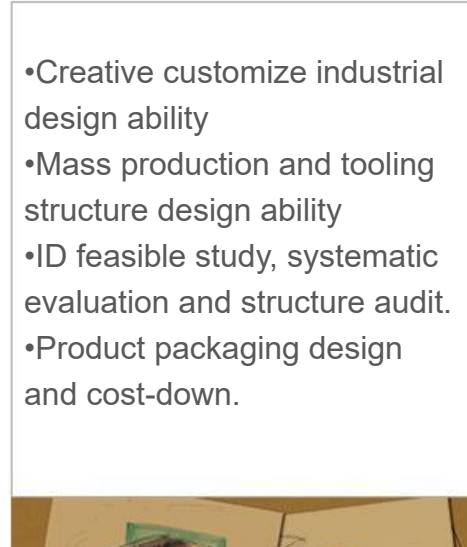 •Creative customize industrial
design ability
•Mass production and tooling
structure design ability
•ID feasible study, systematic
evaluation and structure audit.
•Product packaging design
and cost-down.